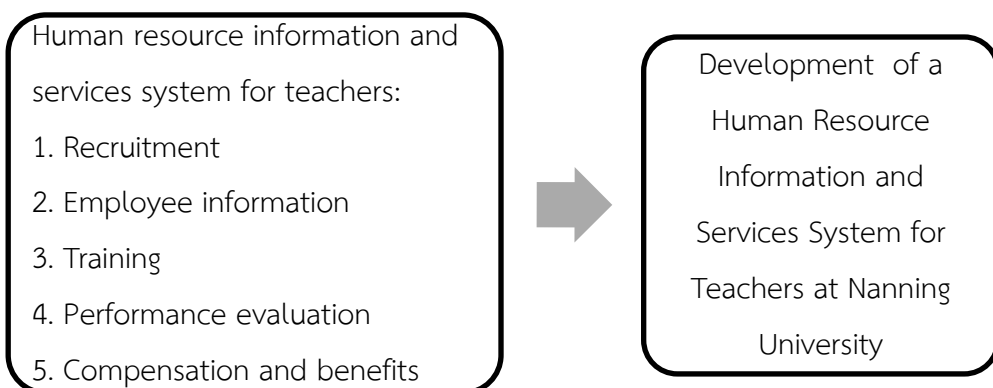 Human resource information and
services system for teachers:
1. Recruitment
2. Employee information
3. Training
4. Performance evaluation
5. Compensation and benefits
Development of a
Human Resource
Information and
Services System for
Teachers at Nanning
University